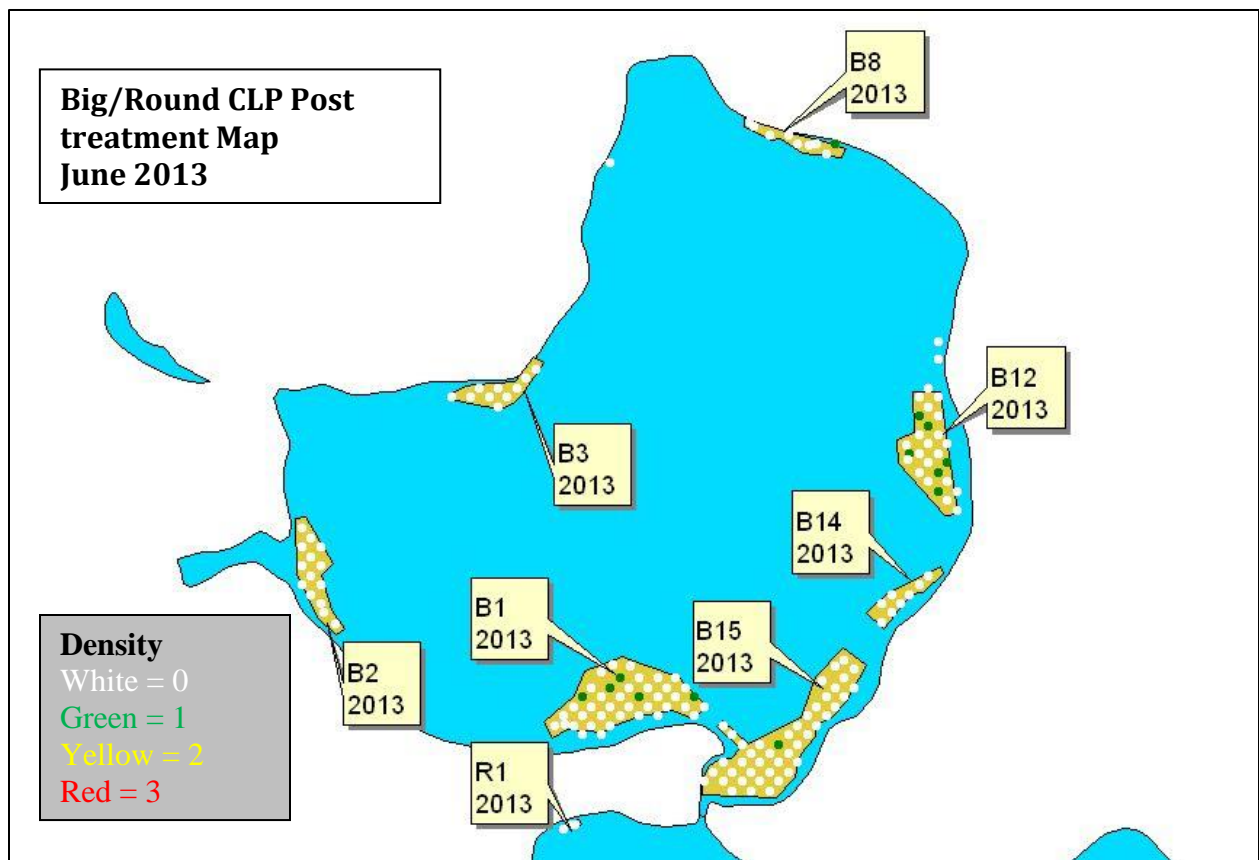 Big/Round CLP Post
treatment Map
June 2013
B8
2013
B12
2013
B3
2013
B14
2013
B1
2013
B15
2013
B2
2013
R1
2013
Density
White = 0
Green = 1
Yellow = 2
Red = 3